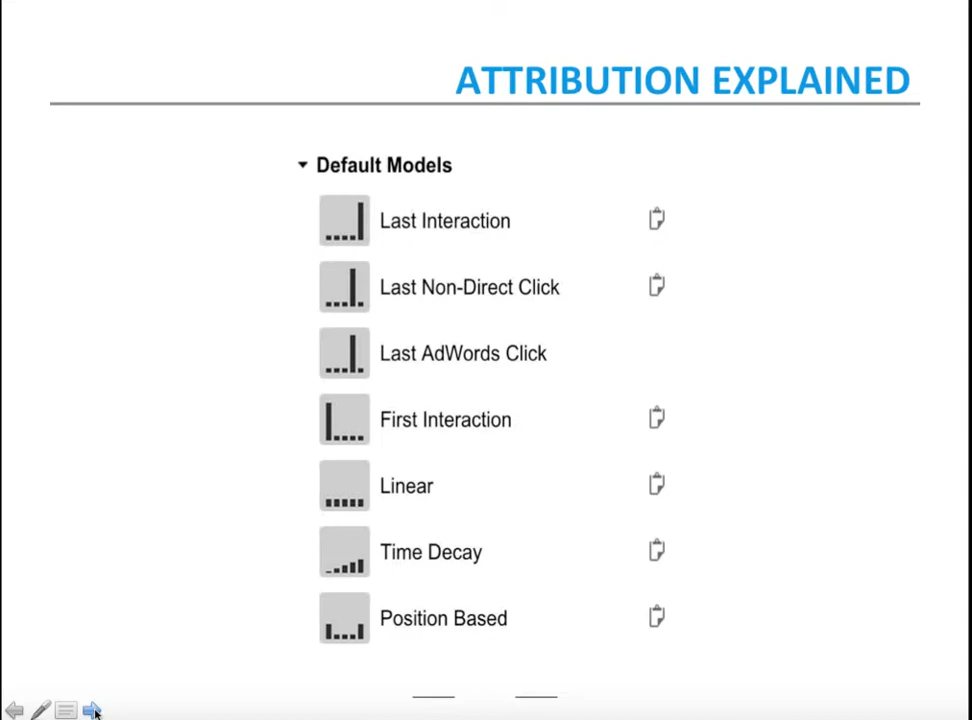 ATTRIBUTION EXPLAINED
Default Models
Last Interaction
Last Non-Direct Click
Last AdWords Click
First Interaction
Linear
Time Decay
Position Based